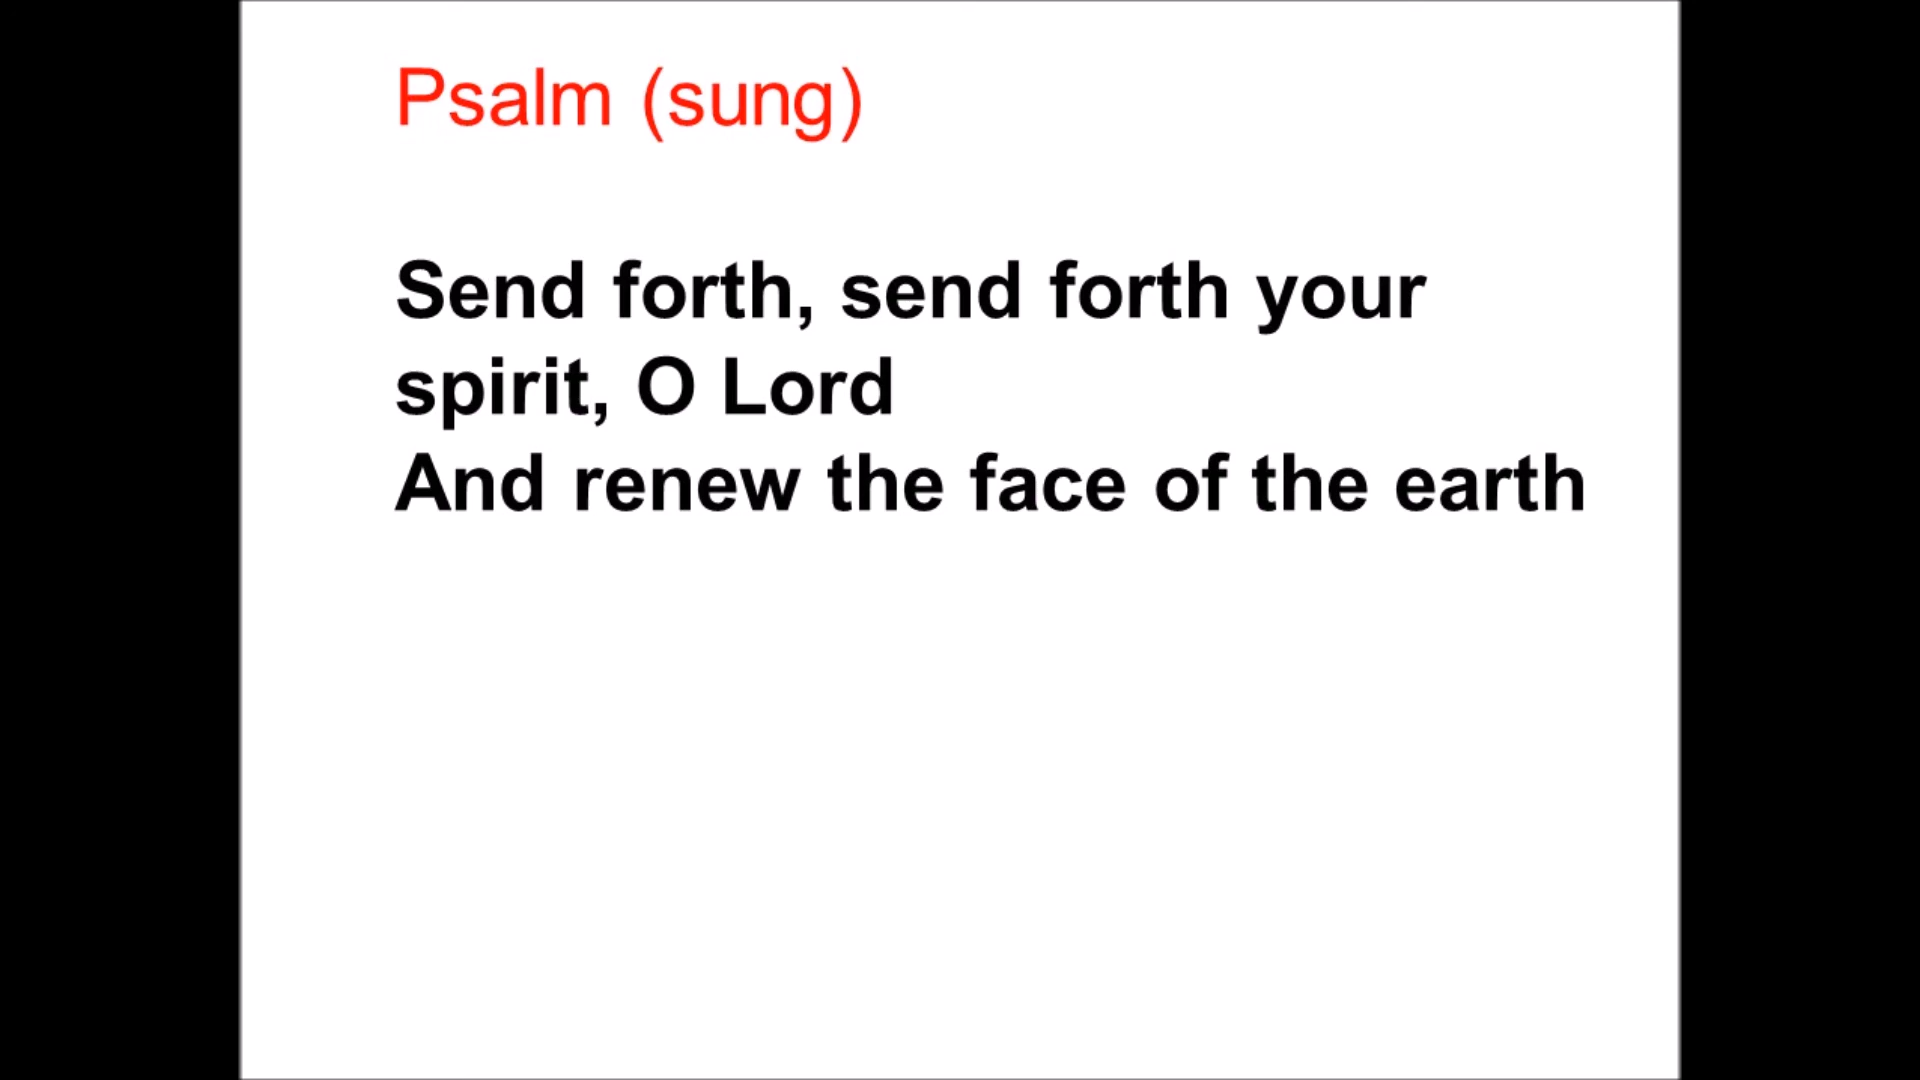 Psalm (sung)
Send forth, send forth your
spirit, O Lord
And renew the face of the earth